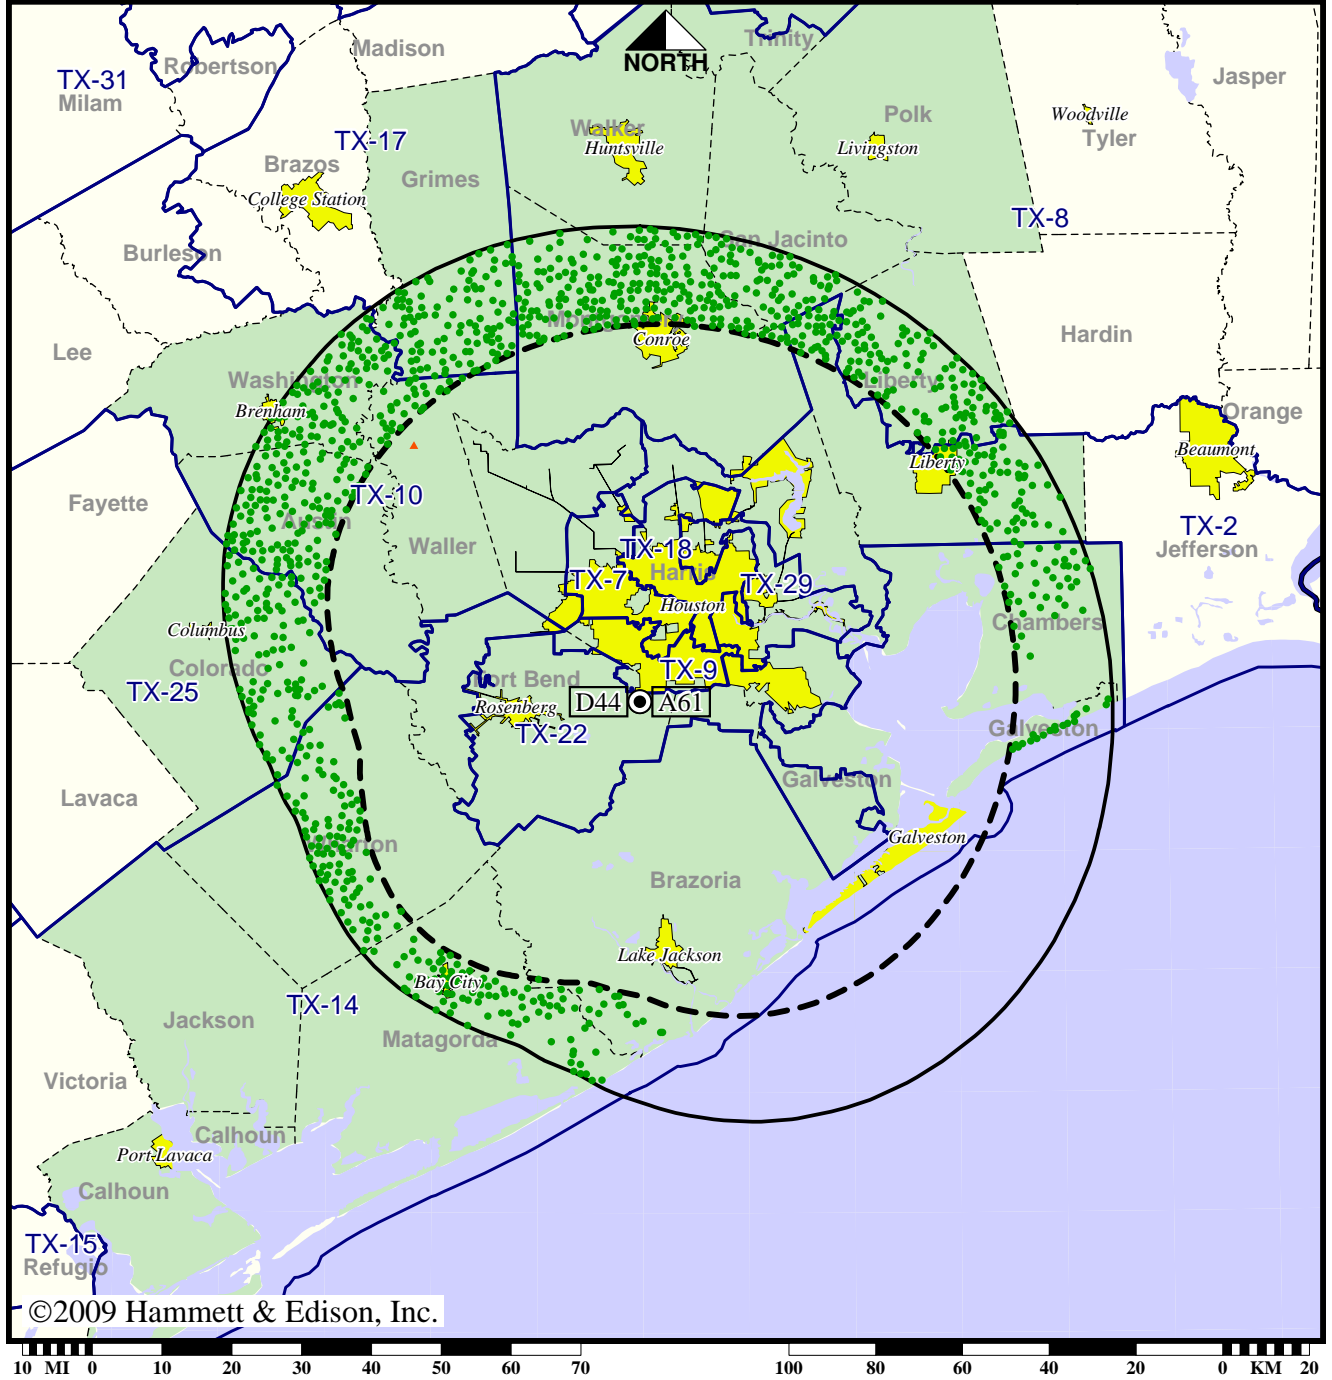 Madison
Trinity
Robertson
NORTH
TX-31
Milam
Jasper
Walker
Polk
Woodville
TX-17
Huntsville
Livingston
Tyler
Brazos
Grimes
College Station
TX-8
San Jacinto
Burleson
Montgomery
Hardin
Conroe
Lee
Washington
Liberty
Brenham
Orange
Beaumont
Liberty
Fayette
TX-10
Austin
TX-2
Waller
TX-18
Jefferson
Harris
TX-7
TX-29
Houston
Columbus
Chambers
Colorado
TX-9
TX-25
Fort Bend
D44
A61
Rosenberg
TX-22
Galveston
Galveston
Lavaca
Galveston
Wharton
Brazoria
Lake Jackson
Bay City
TX-14
Jackson
Matagorda
Victoria
Calhoun
Port Lavaca
Calhoun
TX-15
Refugio
©2009 Hammett & Edison, Inc.
10 MI 0 10 20 30 40 50 60 70 100 80 60 40 20 0 KM 20